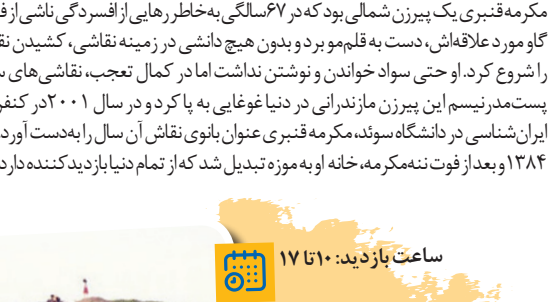 مکرمه قنبری یک پیرزن شمالی بود که در ۶۷سالگی به‌خاطر رهایی از افسردگی ناشی از
گاو مورد علاقه‌اش، دست به قلم‌مو برد و بدون هیچ دانشی در زمینه نقاشی، کشیدن
را شروع کرد. او حتی سواد خواندن و نوشتن نداشت اما در کمال تعجب، نقاشی‌های
پست‌مدرنیسم این پیرزن مازندرانی در دنیا غوغایی به پا کرد و در سال ۲۰۰۱ در
ایران‌شناسی در دانشگاه سوئد، مکرمه قنبری عنوان بانوی نقاش آن سال را به‌دست آورد
۱۳۸۴ و بعد از فوت ننه‌مکرمه، خانه او به موزه تبدیل شد که از تمام دنیا بازدیدکننده دارد
ساعت بازدید: ۱۰ تا ۱۷